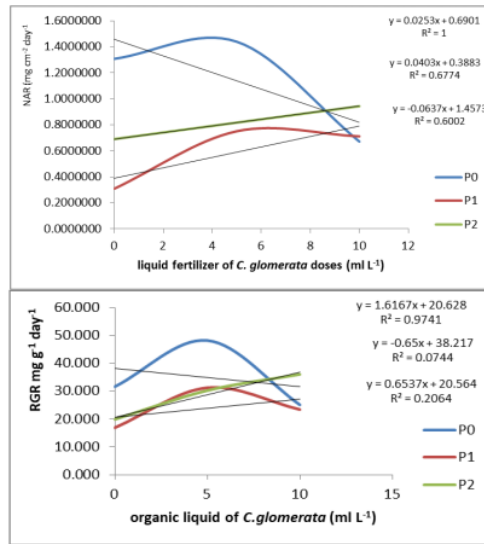 y = 0.0253x + 0.6901
R² = 1
y = 0.0403x + 0.3883
R² = 0.6774
y = -0.0637x + 1.4573
R² = 0.6002
NAR (mg cm⁻² day⁻¹
1.6000000
1.4000000
1.2000000
1.0000000
0.8000000
0.6000000
0.4000000
0.2000000
0.0000000
P0
P1
P2
0 2 4 6 8 10 12
liquid fertilizer of C. glomerata doses (ml L⁻¹)
y = 1.6167x + 20.628
R² = 0.9741
y = -0.65x + 38.217
R² = 0.0744
y = 0.6537x + 20.564
R² = 0.2064
RGR mg g⁻¹ day⁻¹
60.000
50.000
40.000
30.000
20.000
10.000
0.000
P0
P1
P2
0 5 10 15
organic liquid of C.glomerata (ml L⁻¹)